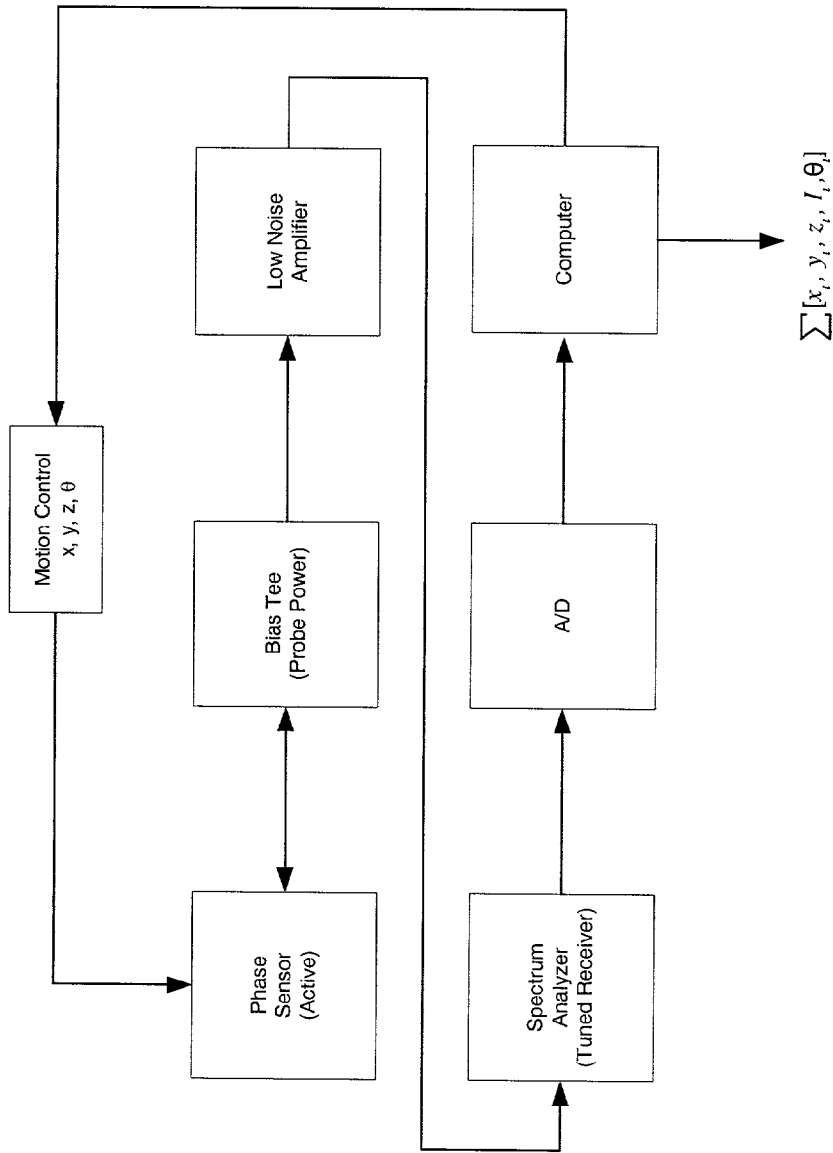 Motion Control
x, y, z, θ
Phase
Sensor
(Active)
Bias Tee
(Probe Power)
Low Noise
Amplifier
Spectrum
Analyzer
(Tuned Receiver)
A/D
Computer
∑[xᵢ, yᵢ, zᵢ, Iᵢ, θᵢ]